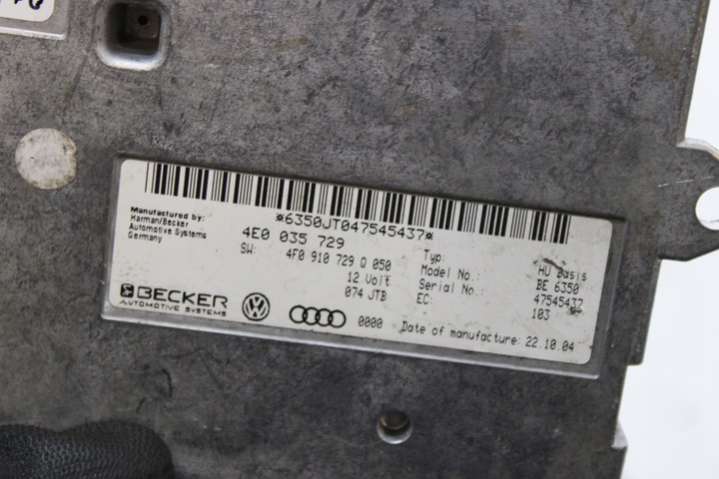 *6350JT047545437*
Manufactured by:
Harman/Becker
Automotive Systems
Germany
4E0 035 729
SW: 4F0 910 729 Q 050
12 Volt
074 JTB
Typ: HU Basis
Model No.: BE 6350
Serial No.: 47545437
EC: 103
BECKER
AUTOMOTIVE SYSTEMS
0000
Date of manufacture: 22.10.04